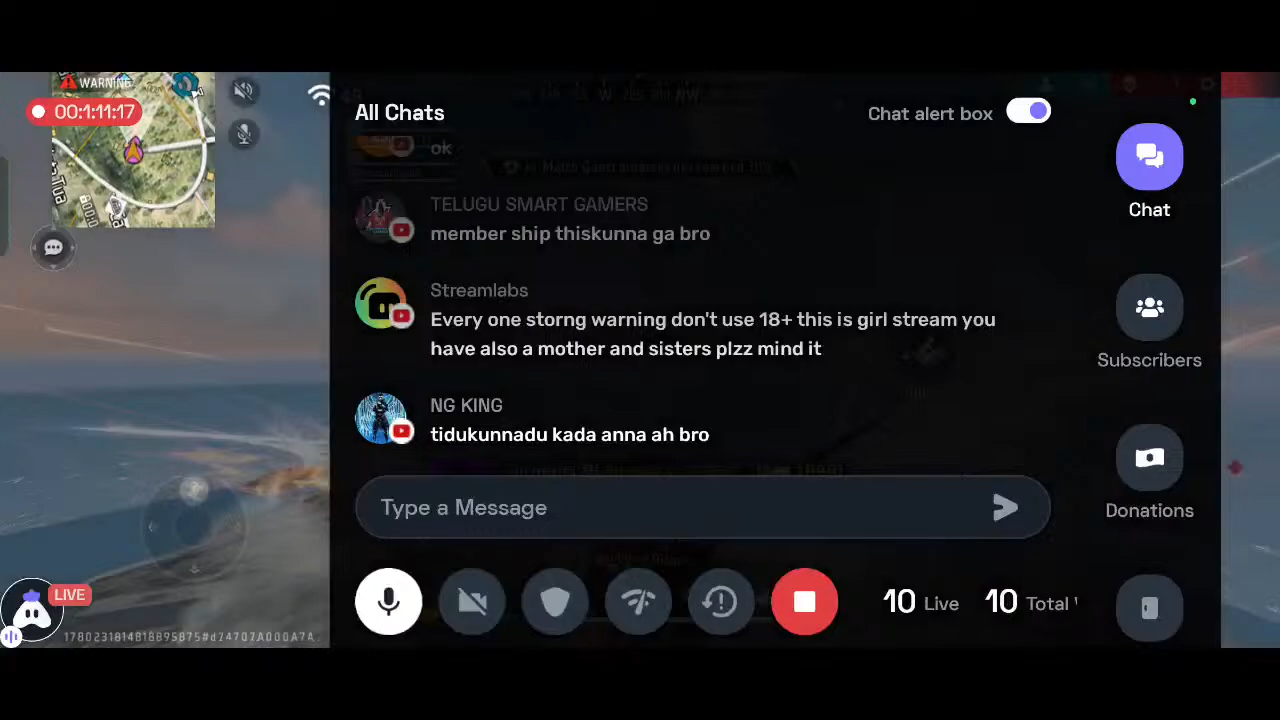 WARNING
00:1:11:17
All Chats
Chat alert box
ok
TELUGU SMART GAMERS
member ship thiskunna ga bro
Chat
Streamlabs
Every one storng warning don't use 18+ this is girl stream you
have also a mother and sisters plzz mind it
Subscribers
NG KING
tidukunnadu kada anna ah bro
Type a Message
Donations
LIVE
10 Live
10 Total